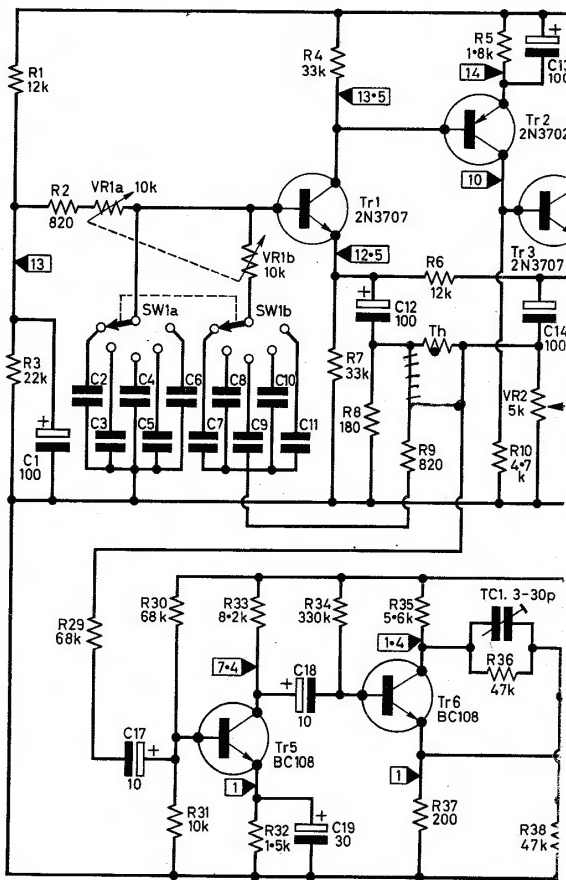 R1
12k
R4
33k
R5
1·8k
C13
100
14
13·5
Tr2
2N3702
10
R2
820
VR1a
10k
Tr1
2N3707
Tr3
2N3707
13
VR1b
10k
12·5
R6
12k
SW1a
SW1b
C12
100
Th
C14
100
R3
22k
C2
C4
C6
C8
C10
R7
33k
VR2
5k
C3
C5
C7
C9
C11
R8
180
R9
820
R10
4·7
k
C1
100
R29
68k
R30
68k
R33
8·2k
R34
330k
R35
5·6k
TC1. 3-30p
1·4
R36
47k
7·4
C18
10
Tr6
BC108
C17
10
Tr5
BC108
1
1
R31
10k
R32
1·5k
C19
30
R37
200
R38
47k